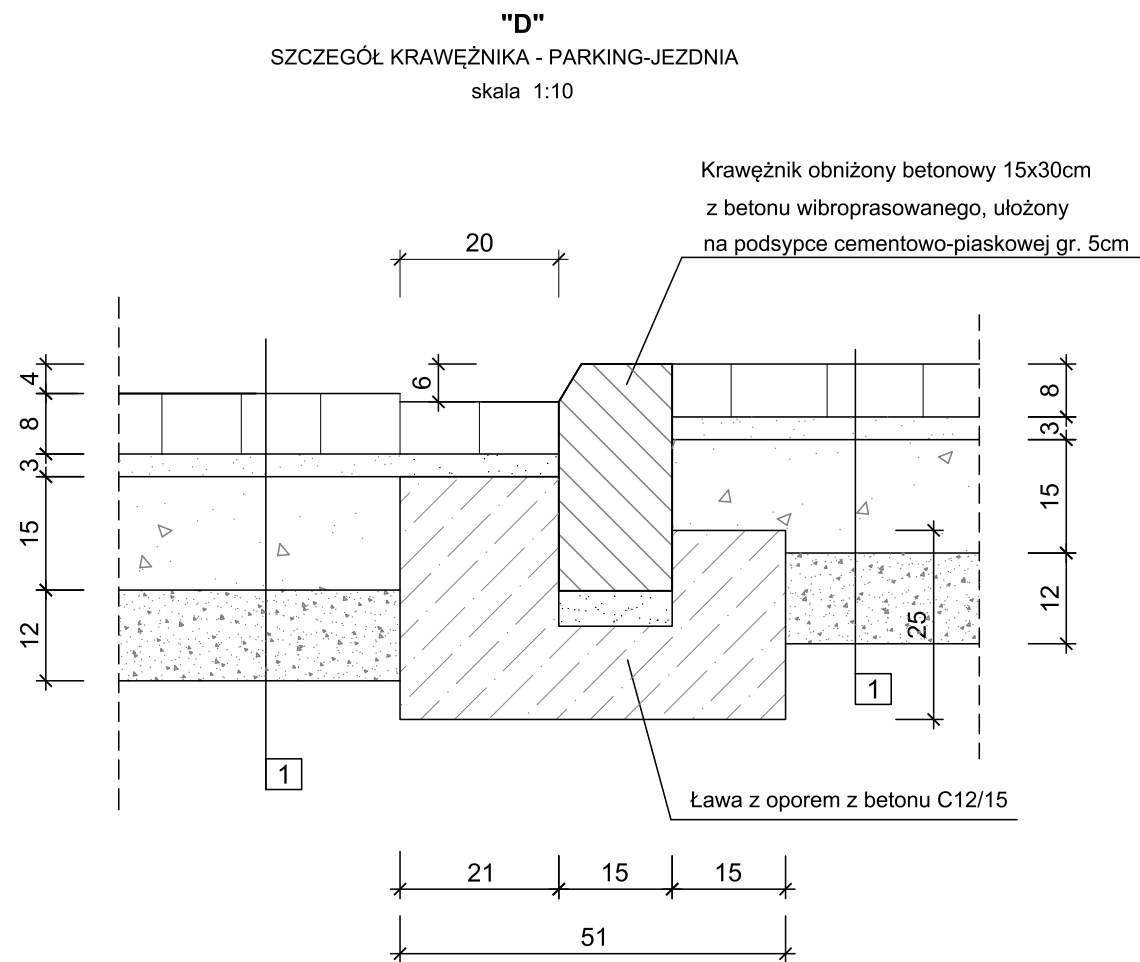 "D"
SZCZEGÓŁ KRAWĘŻNIKA - PARKING-JEZDNIA
skala 1:10
Krawężnik obniżony betonowy 15x30cm
z betonu wibroprasowanego, ułożony
na podsypce cementowo-piaskowej gr. 5cm
20
4
8
3
15
12
6
8
3
15
12
25
1
1
Ława z oporem z betonu C12/15
21
15
15
51